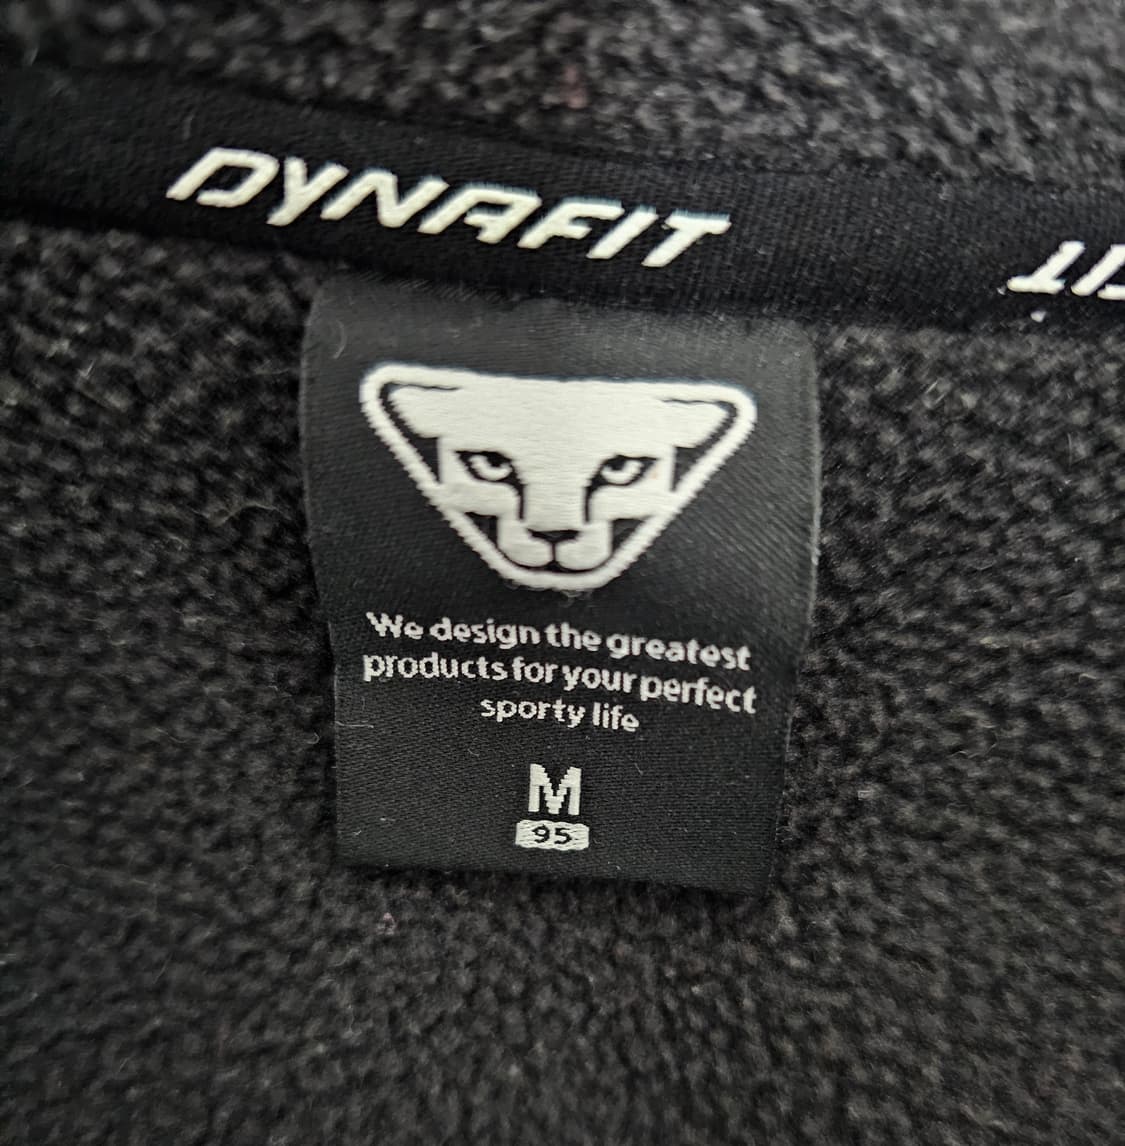 DYNAFIT
We design the greatest
products for your perfect
sporty life
M
95